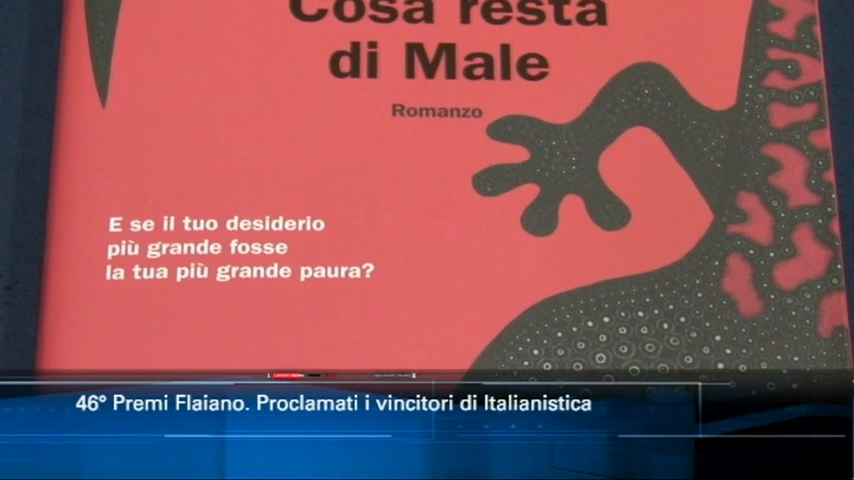 Cosa resta
di Male
Romanzo
E se il tuo desiderio
più grande fosse
la tua più grande paura?
46° Premi Flaiano. Proclamati i vincitori di Italianistica